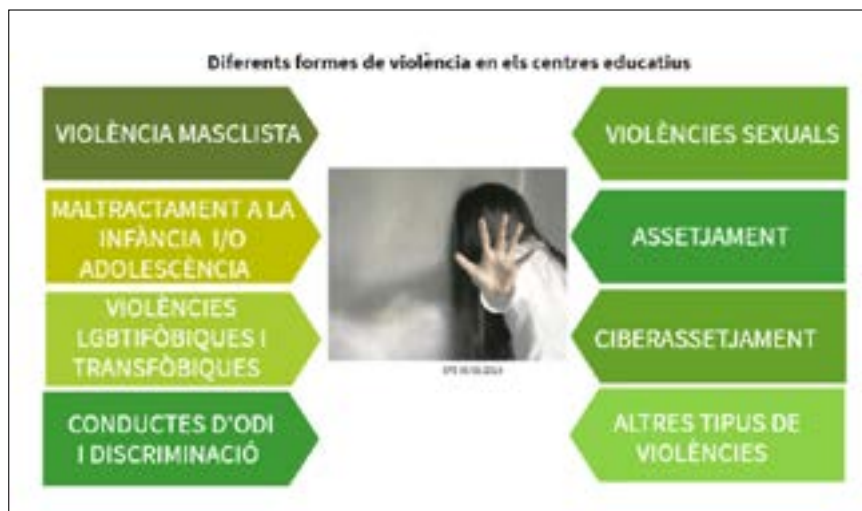 Diferents formes de violència en els centres educatius
VIOLÈNCIA MASCLISTA
MALTRACTAMENT A LA
INFÀNCIA I/O
ADOLESCÈNCIA
VIOLÈNCIES
LGBTIFÒBIQUES I
TRANSFÒBIQUES
CONDUCTES D'ODI
I DISCRIMINACIÓ
VIOLÈNCIES SEXUALS
ASSETJAMENT
CIBERASSETJAMENT
ALTRES TIPUS DE
VIOLÈNCIES